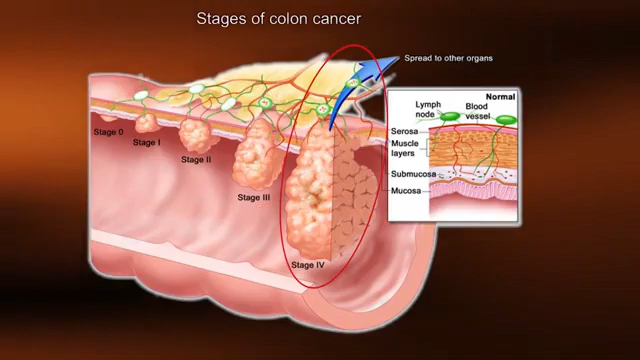 Stages of colon cancer
Spread to other organs
Normal
Lymph
node
Blood
vessel
Serosa
Muscle
layers
Submucosa
Mucosa
Stage 0
Stage I
Stage II
Stage III
Stage IV